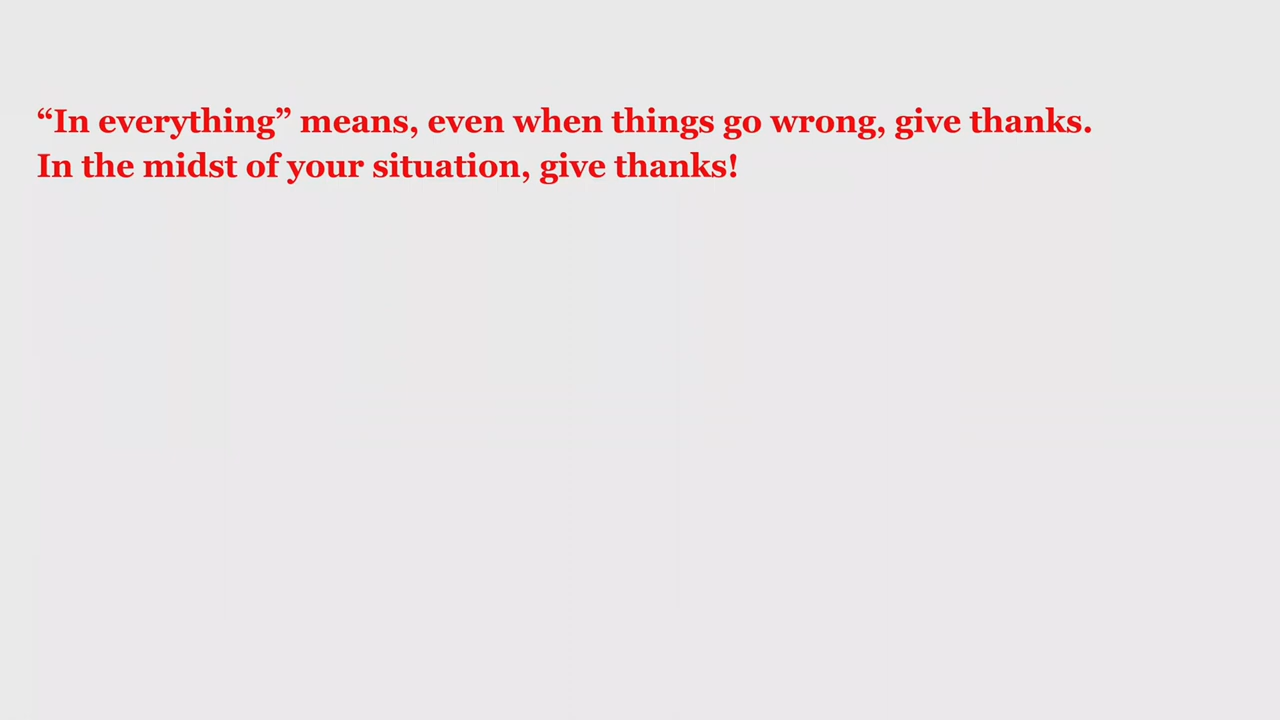 “In everything” means, even when things go wrong, give thanks.
In the midst of your situation, give thanks!